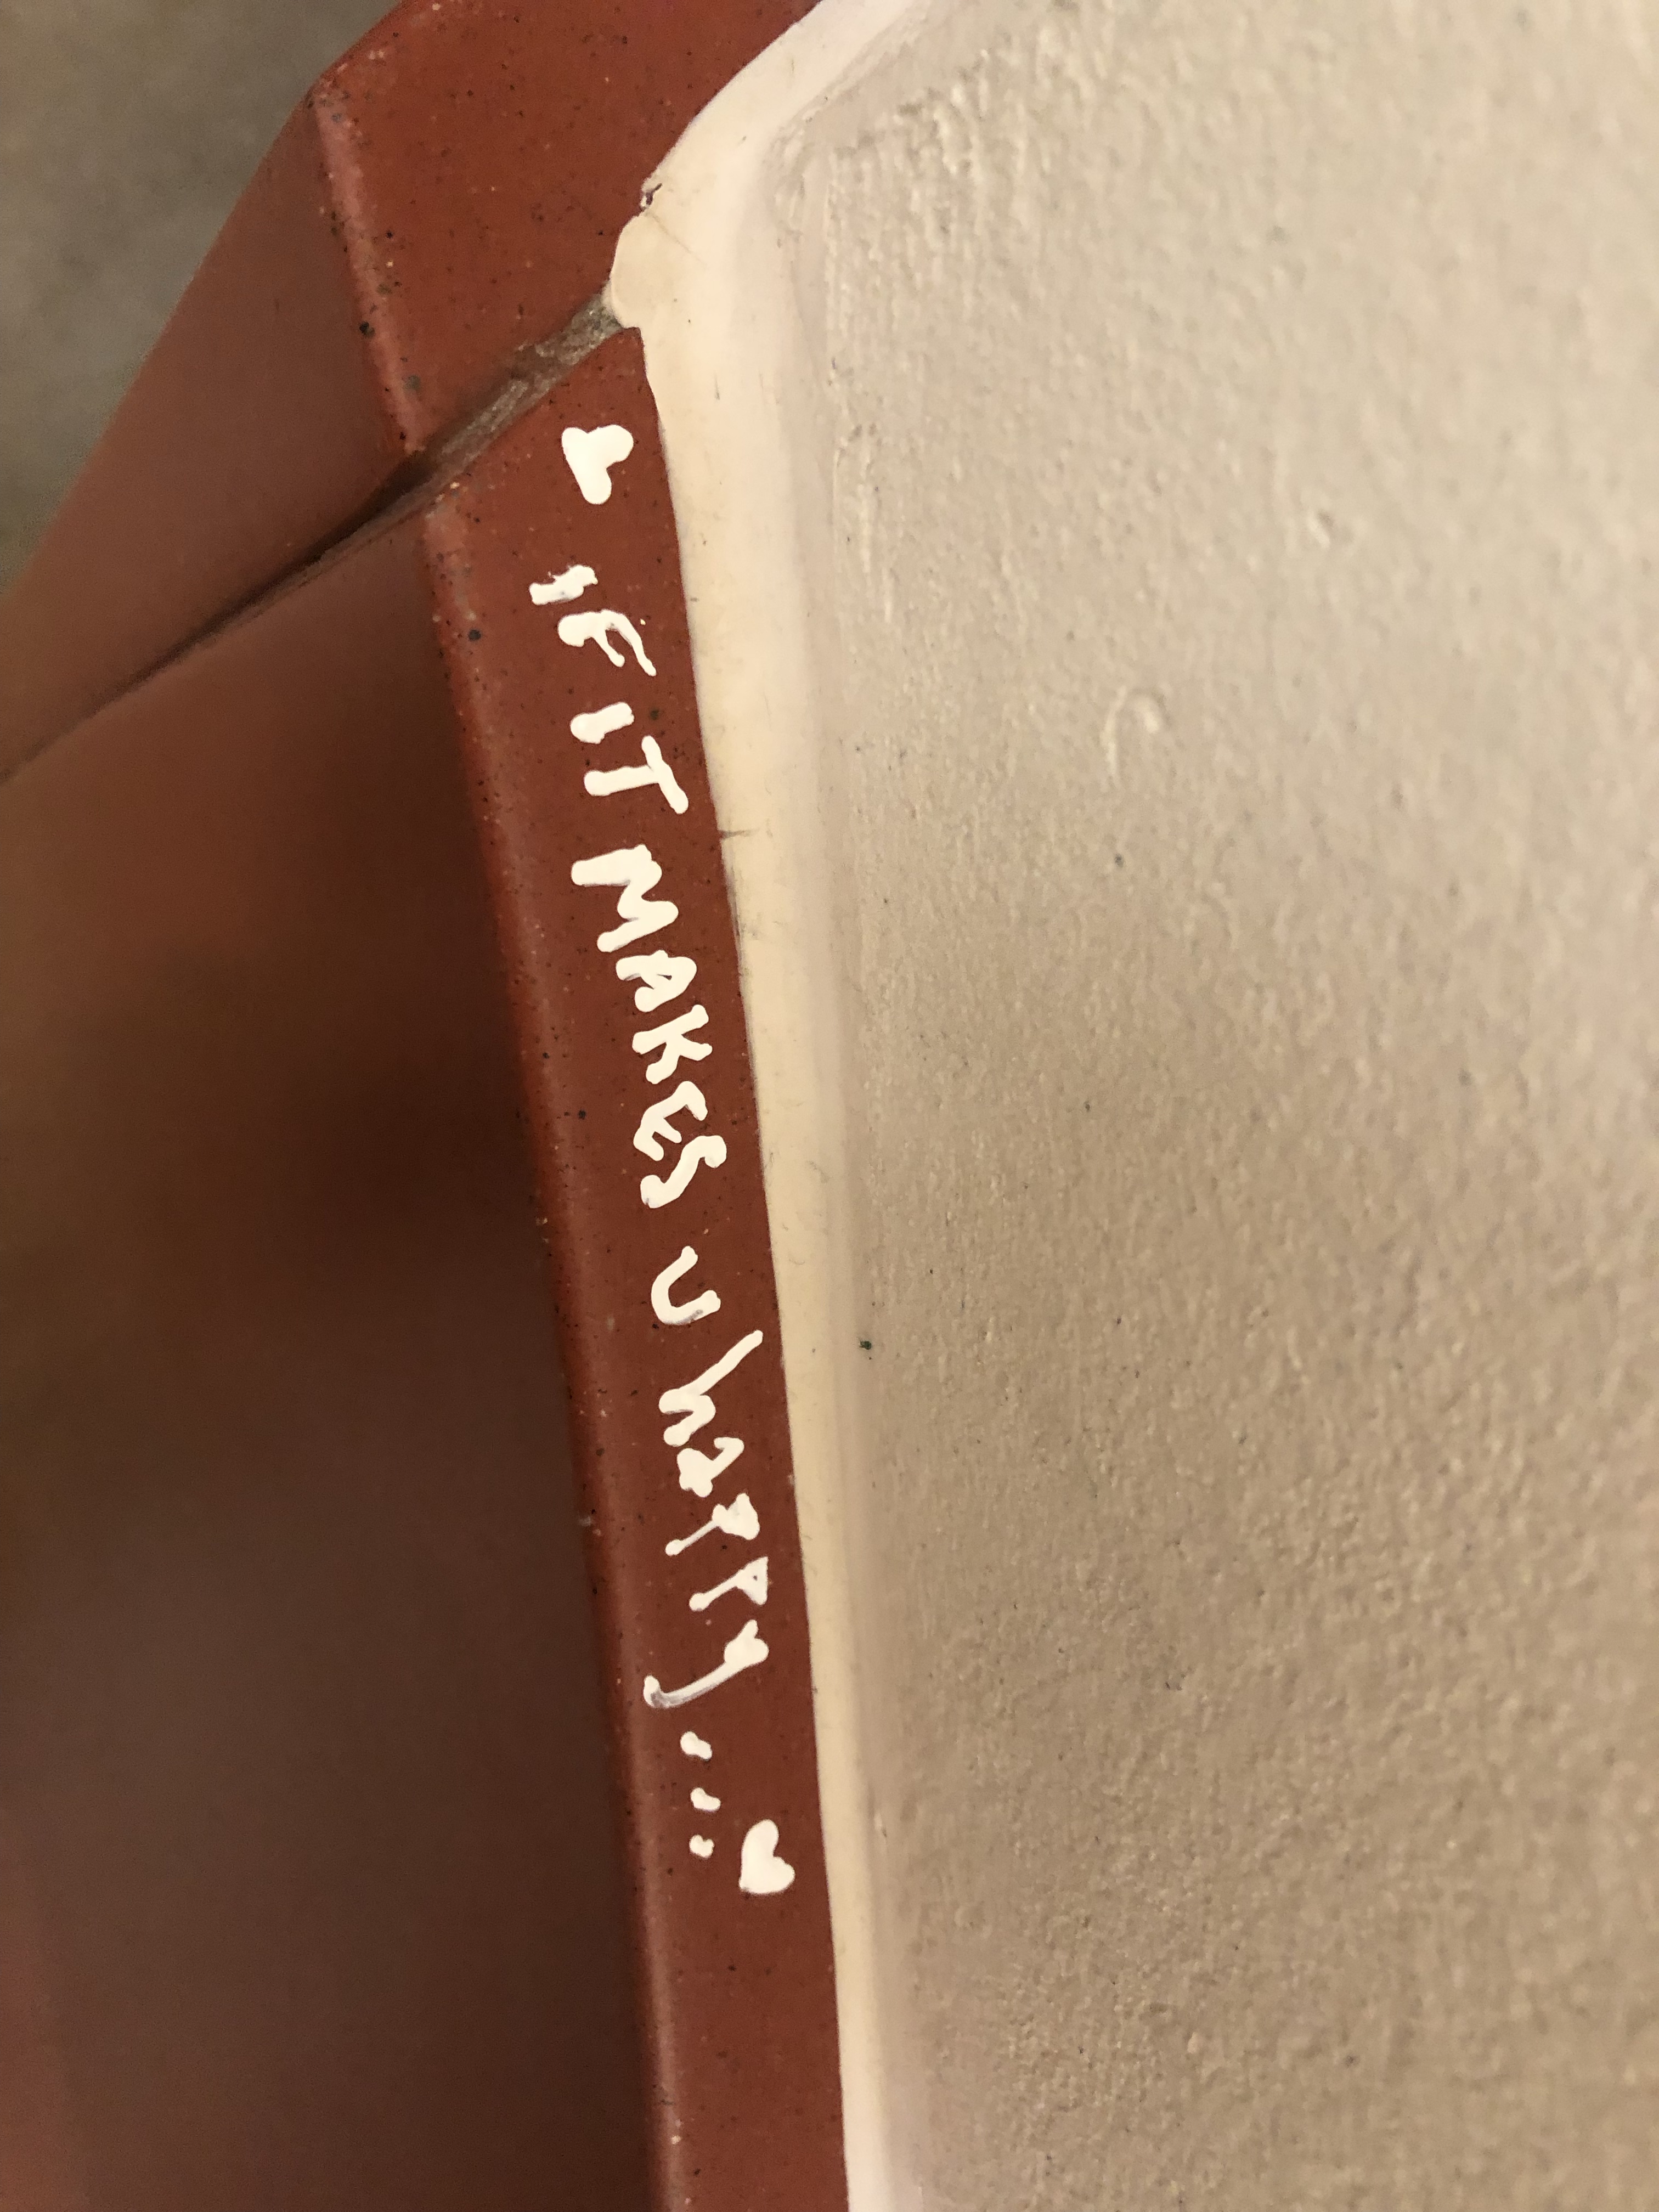 ♥ IF IT MAKES U happy... ♥